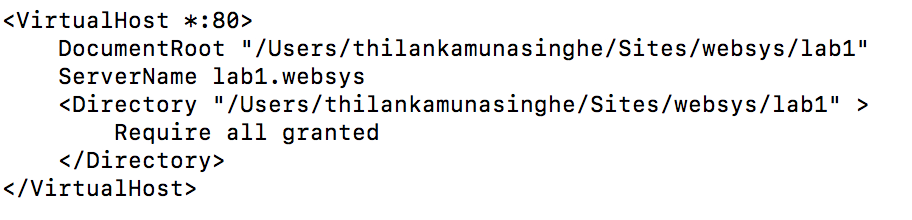 <VirtualHost *:80>
    DocumentRoot "/Users/thilankamunasinghe/Sites/websys/lab1"
    ServerName lab1.websys
    <Directory "/Users/thilankamunasinghe/Sites/websys/lab1" >
        Require all granted
    </Directory>
</VirtualHost>